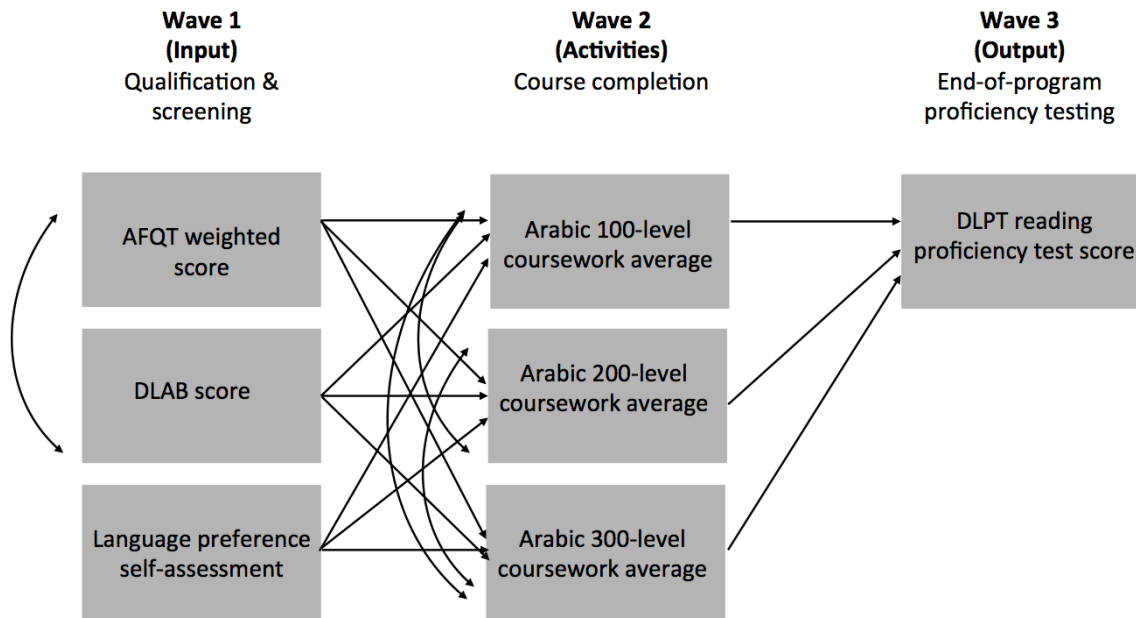 Wave 1
(Input)
Qualification &
screening
Wave 2
(Activities)
Course completion
Wave 3
(Output)
End-of-program
proficiency testing
AFQT weighted
score
DLAB score
Language preference
self-assessment
Arabic 100-level
coursework average
Arabic 200-level
coursework average
Arabic 300-level
coursework average
DLPT reading
proficiency test score